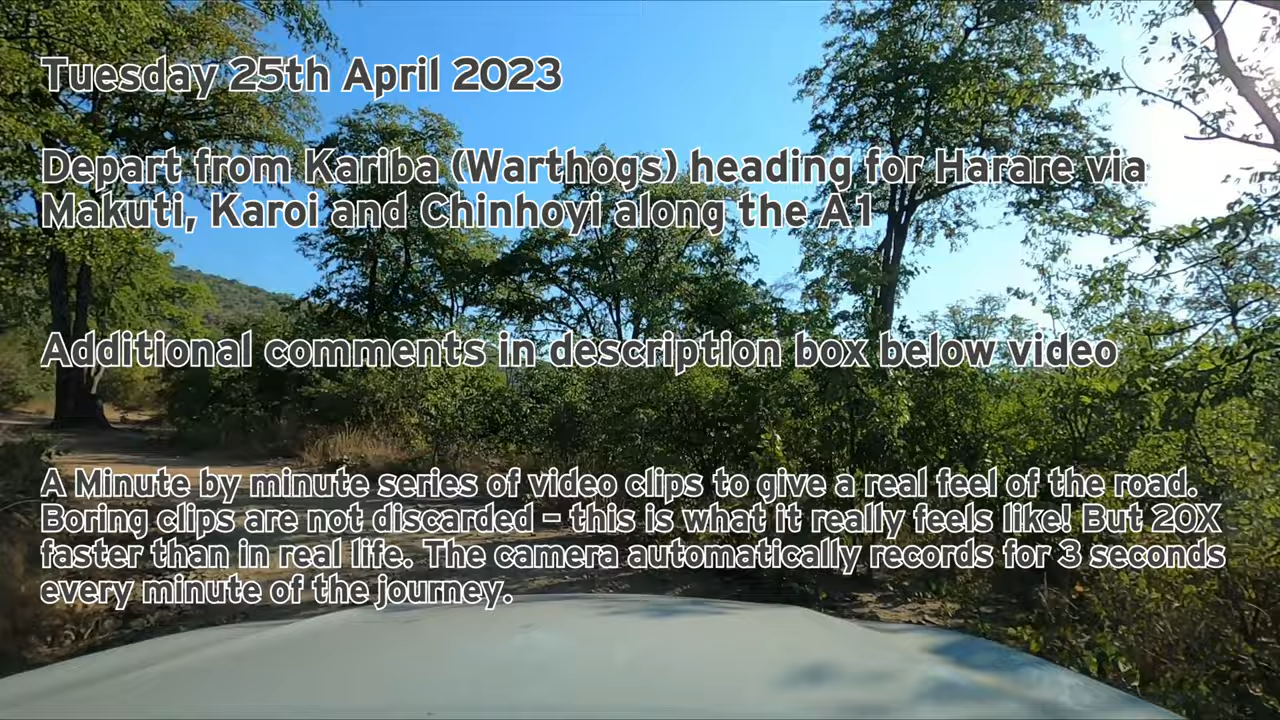 Tuesday 25th April 2023
Depart from Kariba (Warthogs) heading for Harare via
Makuti, Karoi and Chinhoyi along the A1
Additional comments in description box below video
A Minute by minute series of video clips to give a real feel of the road.
Boring clips are not discarded - this is what it really feels like! But 20X
faster than in real life. The camera automatically records for 3 seconds
every minute of the journey.